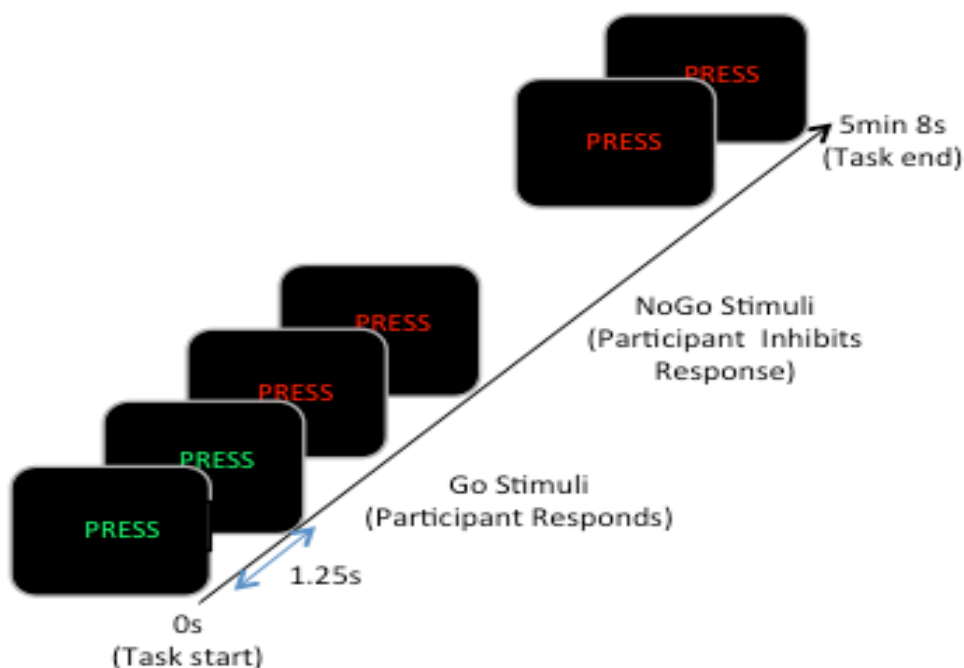 PRESS
PRESS
5min 8s
(Task end)
NoGo Stimuli
(Participant Inhibits
Response)
PRESS
PRESS
PRESS
PRESS
Go Stimuli
(Participant Responds)
1.25s
0s
(Task start)